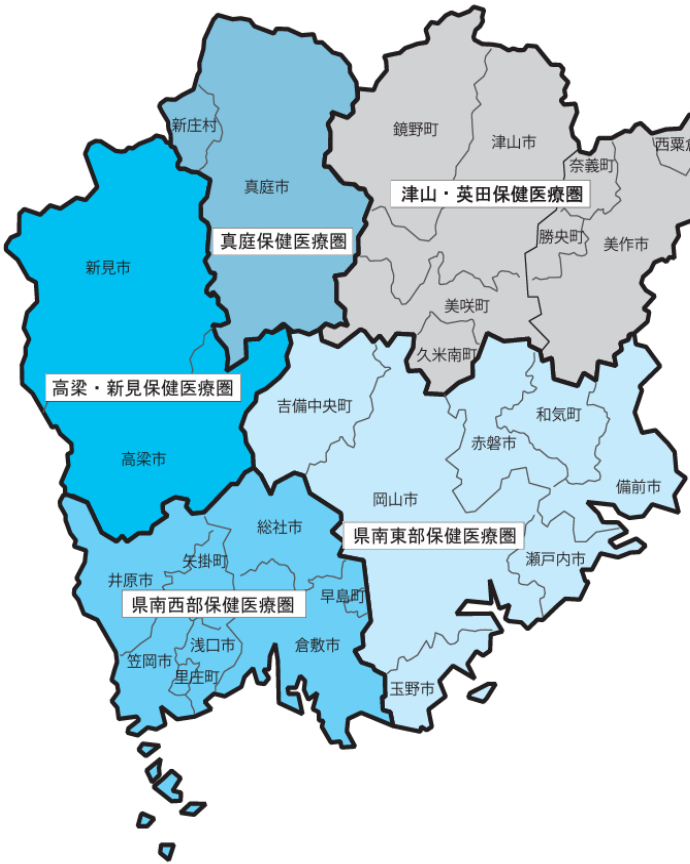 鏡野町
津山市
新庄村
西粟倉
奈義町
真庭市
津山・英田保健医療圏
真庭保健医療圏
勝央町
美作市
新見市
美咲町
久米南町
高梁・新見保健医療圏
吉備中央町
和気町
赤磐市
高梁市
備前市
岡山市
総社市
県南東部保健医療圏
矢掛町
瀬戸内市
井原市
早島町
県南西部保健医療圏
浅口市
倉敷市
笠岡市
里庄町
玉野市